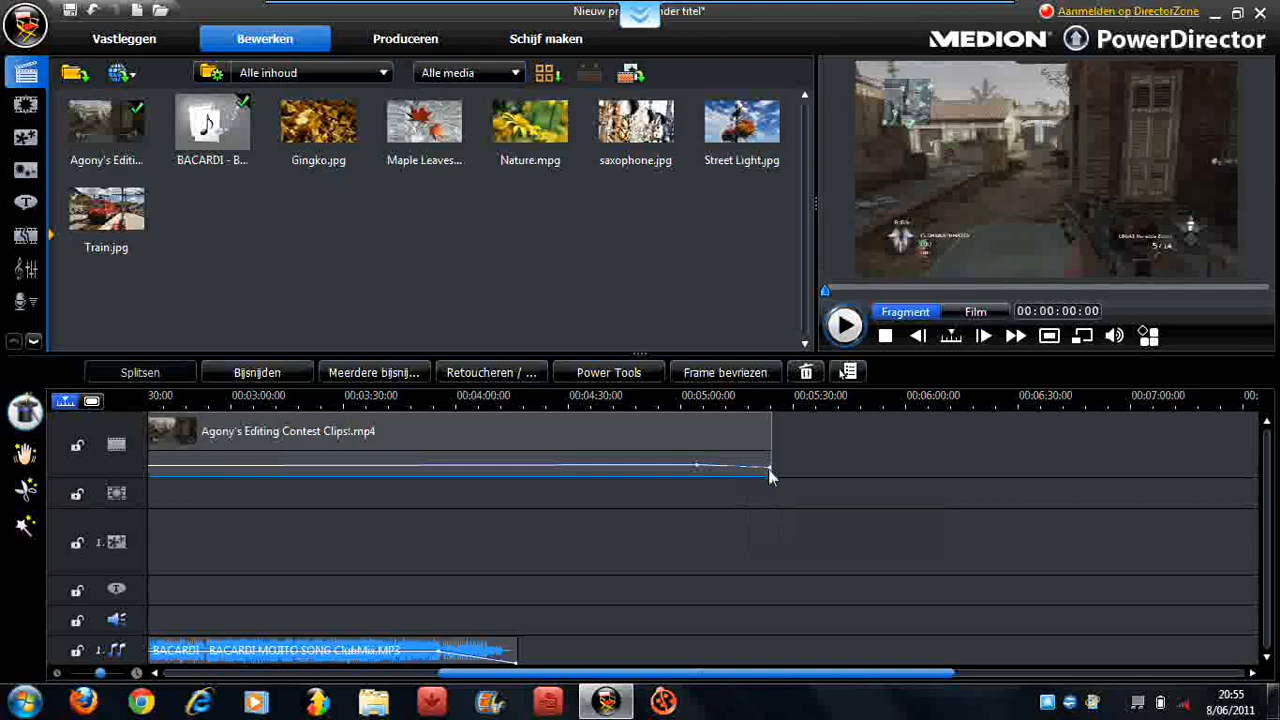 Nieuw pr
nder titel*
Aanmelden op DirectorZone
Vastleggen
Bewerken
Produceren
Schijf maken
MEDION
PowerDirector
Alle inhoud
Alle media
Agony's Editi...
BACARDI - B...
Gingko.jpg
Maple Leaves...
Nature.mpg
saxophone.jpg
Street Light.jpg
Train.jpg
5/14
Fragment
Film
00:00:00:00
Splitsen
Bijsnijden
Meerdere bijsnij...
Retoucheren / ...
Power Tools
Frame bevriezen
30:00
00:03:00:00
00:03:30:00
00:04:00:00
00:04:30:00
00:05:00:00
00:05:30:00
00:06:00:00
00:06:30:00
00:07:00:00
00:
Agony's Editing Contest Clips!.mp4
1.
T
BACARDI - BACARDI MOJITO SONG ClubMix.MP3
1.
20:55
8/06/2011